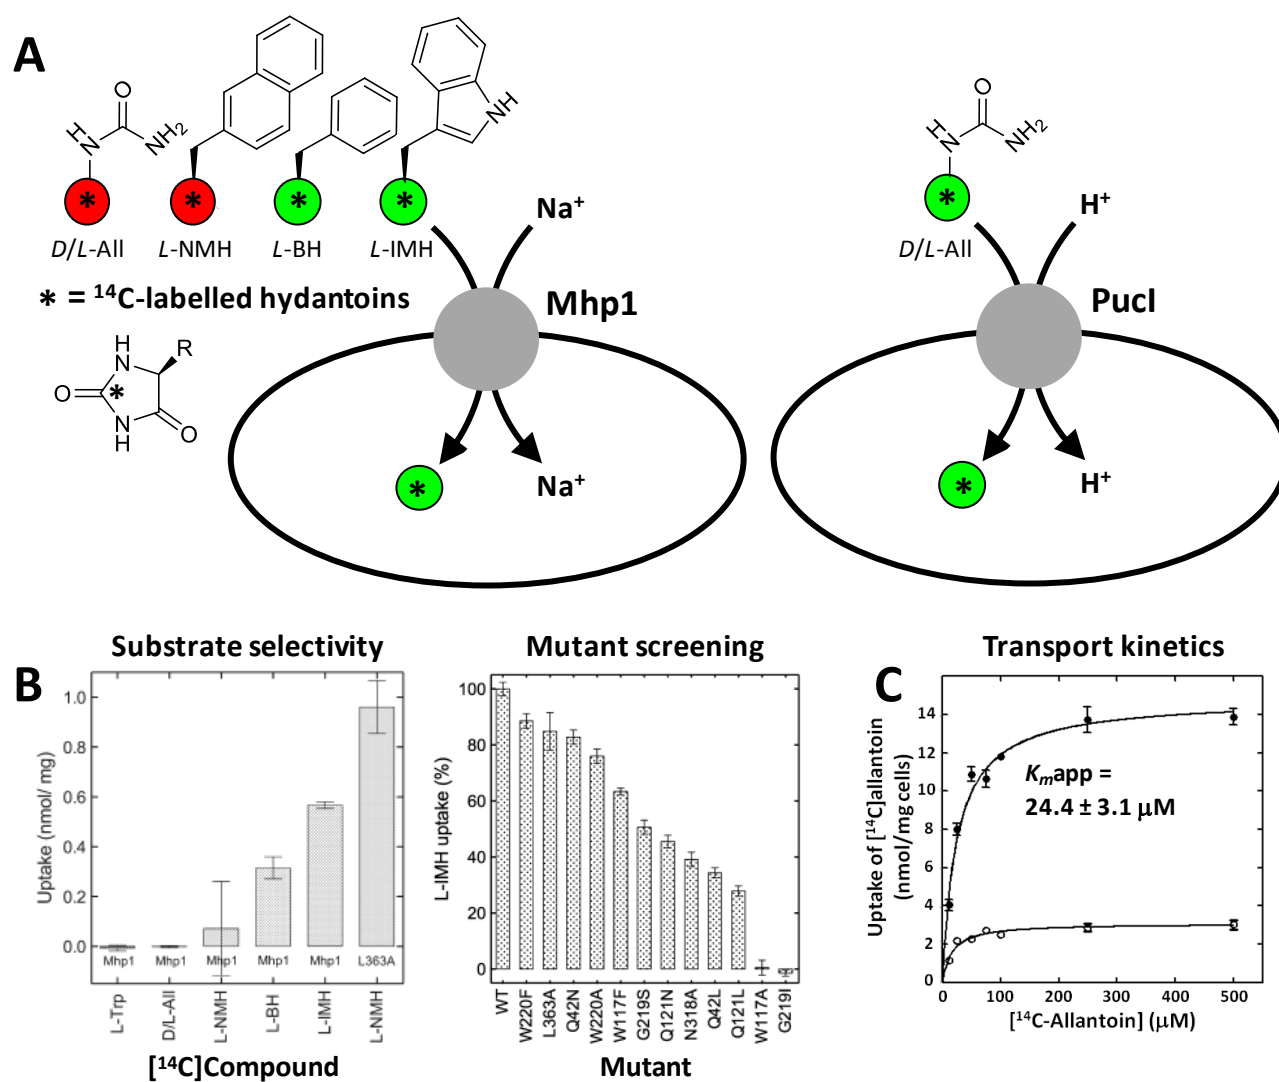 A
O
H
N
NH₂
NH
D/L-All
L-NMH
L-BH
L-IMH
* * * *
Na⁺
Mhp1
* = ¹⁴C-labelled hydantoins
H
N
R
O
*
N
H
O
*
Na⁺
O
H
N
NH₂
*
D/L-All
H⁺
PucI
*
H⁺
B
Substrate selectivity
Uptake (nmol/ mg)
1.0
0.8
0.6
0.4
0.2
0.0
Mhp1 Mhp1 Mhp1 Mhp1 Mhp1 L363A
L-Trp
D/L-All
L-NMH
L-BH
L-IMH
L-NMH
[¹⁴C]Compound
Mutant screening
L-IMH uptake (%)
100
80
60
40
20
0
WT
W220F
L363A
Q42N
W220A
W117F
G219S
Q121N
N318A
Q42L
Q121L
W117A
G219I
Mutant
C
Transport kinetics
Uptake of [¹⁴C]allantoin
(nmol/mg cells)
14
12
10
8
6
4
2
0
Kₘapp =
24.4 ± 3.1 μM
0 100 200 300 400 500
[¹⁴C-Allantoin] (μM)